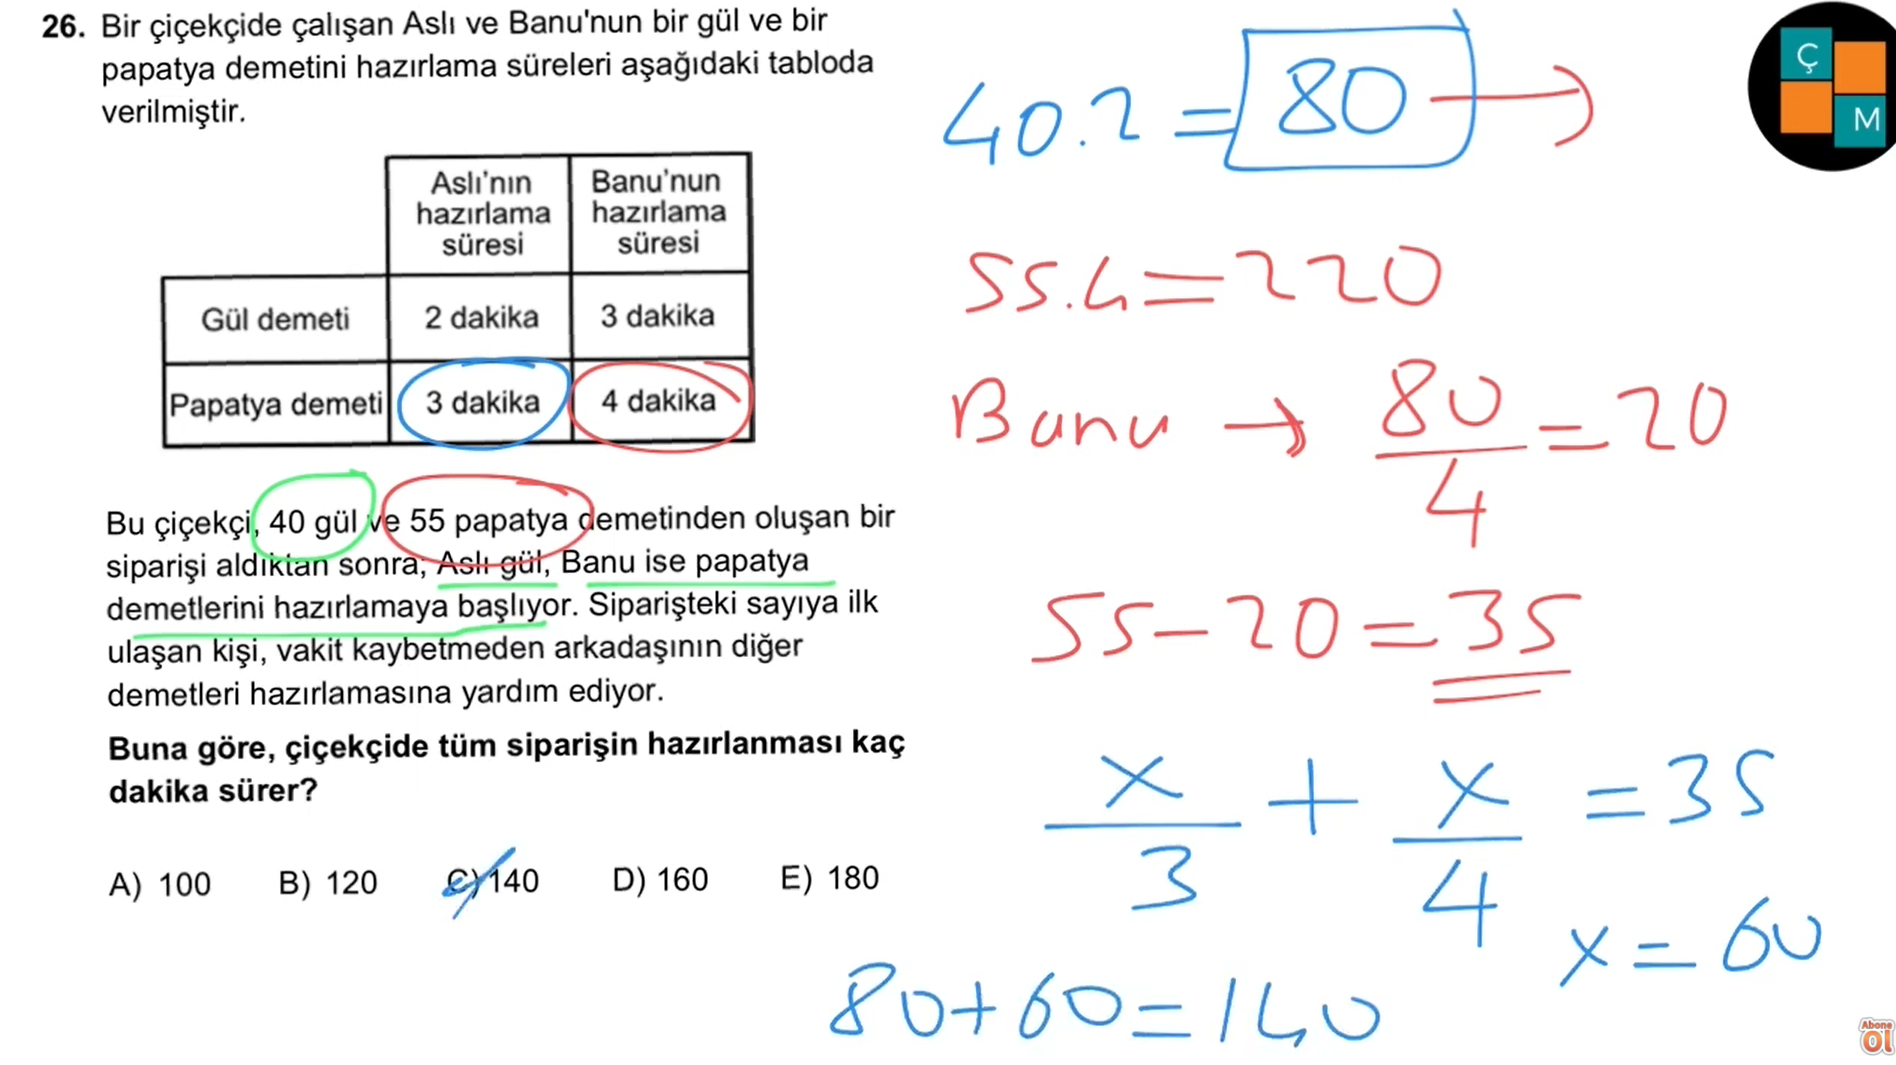 26. Bir çiçekçide çalışan Aslı ve Banu'nun bir gül ve bir
papatya demetini hazırlama süreleri aşağıdaki tabloda
verilmiştir.
Aslı'nın hazırlama süresi
Banu'nun hazırlama süresi
Gül demeti 2 dakika 3 dakika
Papatya demeti 3 dakika 4 dakika
Bu çiçekçi, 40 gül ve 55 papatya demetinden oluşan bir
siparişi aldıktan sonra; Aslı gül, Banu ise papatya
demetlerini hazırlamaya başlıyor. Siparişteki sayıya ilk
ulaşan kişi, vakit kaybetmeden arkadaşının diğer
demetleri hazırlamasına yardım ediyor.
Buna göre, çiçekçide tüm siparişin hazırlanması kaç
dakika sürer?
A) 100 B) 120 C) 140 D) 160 E) 180
40.2 = 80
55.4 = 220
Banu → 80/4 = 20
55 - 20 = 35
x/3 + x/4 = 35
x = 60
80 + 60 = 140
Ç
M
Abone
Ol